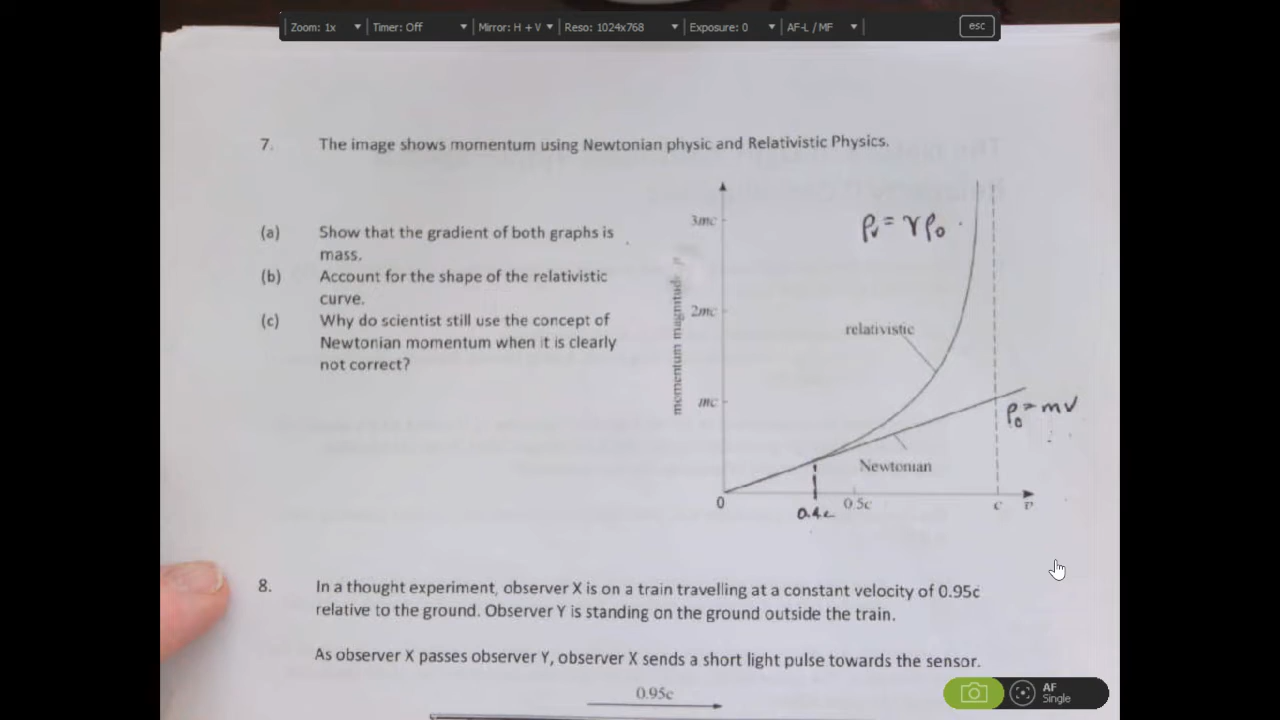 Zoom: 1x Timer: Off Mirror: H + V Reso: 1024x768 Exposure: 0 AF-L / MF esc
7. The image shows momentum using Newtonian physic and Relativistic Physics.
(a) Show that the gradient of both graphs is
mass.
(b) Account for the shape of the relativistic
curve.
(c) Why do scientist still use the concept of
Newtonian momentum when it is clearly
not correct?
3mc
pv = γp0
momentum magnitude, p
2mc
relativistic
mc
p0 = mv
Newtonian
0 0.4c 0.5c c v
8. In a thought experiment, observer X is on a train travelling at a constant velocity of 0.95c
relative to the ground. Observer Y is standing on the ground outside the train.
As observer X passes observer Y, observer X sends a short light pulse towards the sensor.
0.95c
AF
Single